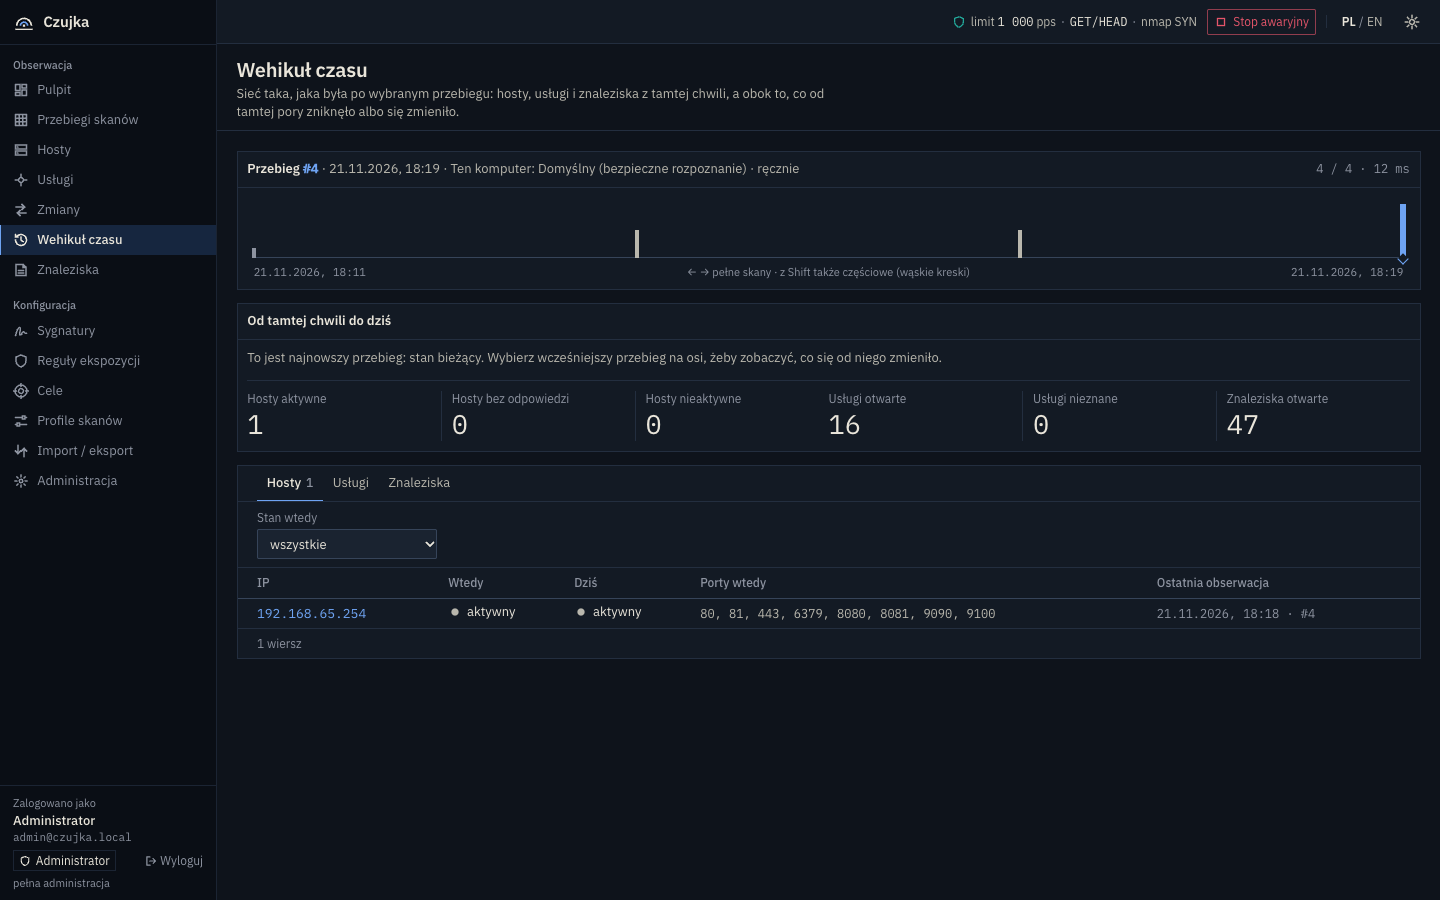 Czujka
limit 1 000 pps · GET/HEAD · nmap SYN
Stop awaryjny
PL / EN
Obserwacja
Pulpit
Przebiegi skanów
Hosty
Usługi
Zmiany
Wehikuł czasu
Znaleziska
Konfiguracja
Sygnatury
Reguły ekspozycji
Cele
Profile skanów
Import / eksport
Administracja
Zalogowano jako
Administrator
admin@czujka.local
Administrator
Wyloguj
pełna administracja
Wehikuł czasu
Sieć taka, jaka była po wybranym przebiegu: hosty, usługi i znaleziska z tamtej chwili, a obok to, co od
tamtej pory zniknęło albo się zmieniło.
Przebieg #4 · 21.11.2026, 18:19 · Ten komputer: Domyślny (bezpieczne rozpoznanie) · ręcznie
4 / 4 · 12 ms
21.11.2026, 18:11
← → pełne skany · z Shift także częściowe (wąskie kreski)
21.11.2026, 18:19
Od tamtej chwili do dziś
To jest najnowszy przebieg: stan bieżący. Wybierz wcześniejszy przebieg na osi, żeby zobaczyć, co się od niego zmieniło.
Hosty aktywne
1
Hosty bez odpowiedzi
0
Hosty nieaktywne
0
Usługi otwarte
16
Usługi nieznane
0
Znaleziska otwarte
47
Hosty 1
Usługi
Znaleziska
Stan wtedy
wszystkie
IP Wtedy Dziś Porty wtedy Ostatnia obserwacja
192.168.65.254 aktywny aktywny 80, 81, 443, 6379, 8080, 8081, 9090, 9100 21.11.2026, 18:18 · #4
1 wiersz